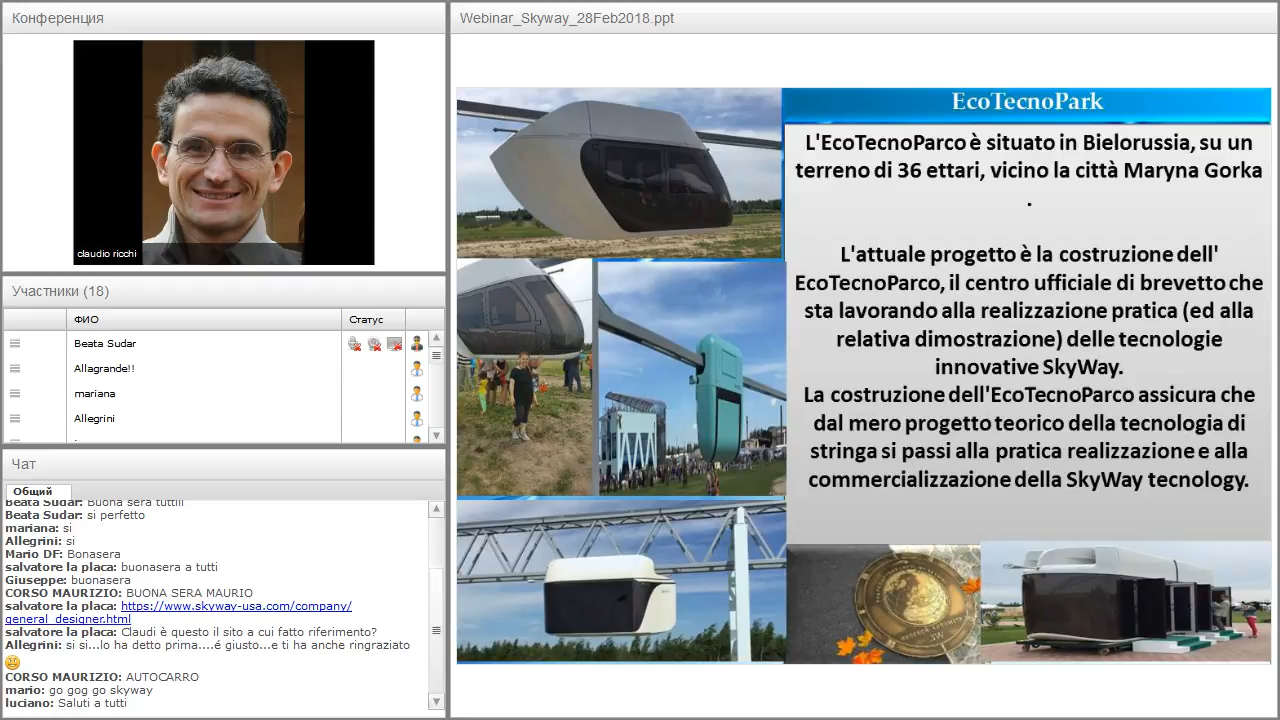 Конференция
claudio ricchi
Участники (18)
ФИО
Статус
Beata Sudar
Allagrande!!
mariana
Allegrini
Чат
Общий
Beata Sudar: Buona sera tuttiii
Beata Sudar: si perfetto
mariana: si
Allegrini: si
Mario DF: Bonasera
salvatore la placa: buonasera a tutti
Giuseppe: buonasera
CORSO MAURIZIO: BUONA SERA MAURIO
salvatore la placa: https://www.skyway-usa.com/company/
general_designer.html
salvatore la placa: Claudi è questo il sito a cui fatto riferimento?
Allegrini: si si...lo ha detto prima....é giusto...e ti ha anche ringraziato
CORSO MAURIZIO: AUTOCARRO
mario: go gog go skyway
luciano: Saluti a tutti
Webinar_Skyway_28Feb2018.ppt
EcoTecnoPark
L'EcoTecnoParco è situato in Bielorussia, su un
terreno di 36 ettari, vicino la città Maryna Gorka
.
L'attuale progetto è la costruzione dell'
EcoTecnoParco, il centro ufficiale di brevetto che
sta lavorando alla realizzazione pratica (ed alla
relativa dimostrazione) delle tecnologie
innovative SkyWay.
La costruzione dell'EcoTecnoParco assicura che
dal mero progetto teorico della tecnologia di
stringa si passi alla pratica realizzazione e alla
commercializzazione della SkyWay tecnology.